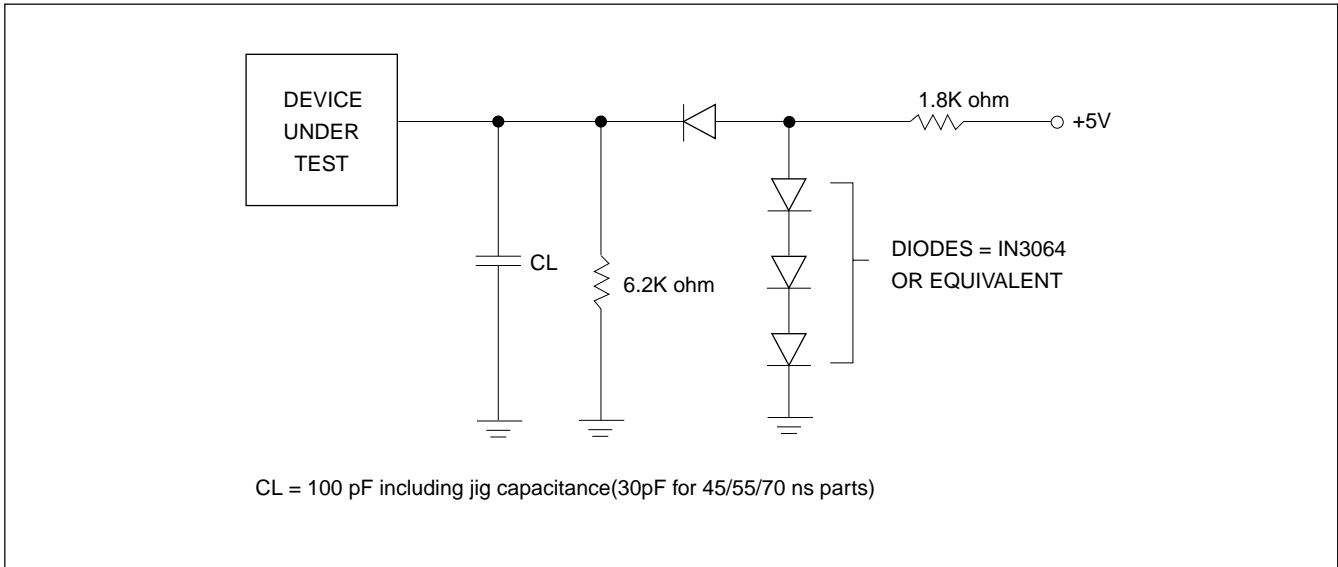 DEVICE
UNDER
TEST
1.8K ohm
+5V
CL
6.2K ohm
DIODES = IN3064
OR EQUIVALENT
CL = 100 pF including jig capacitance(30pF for 45/55/70 ns parts)